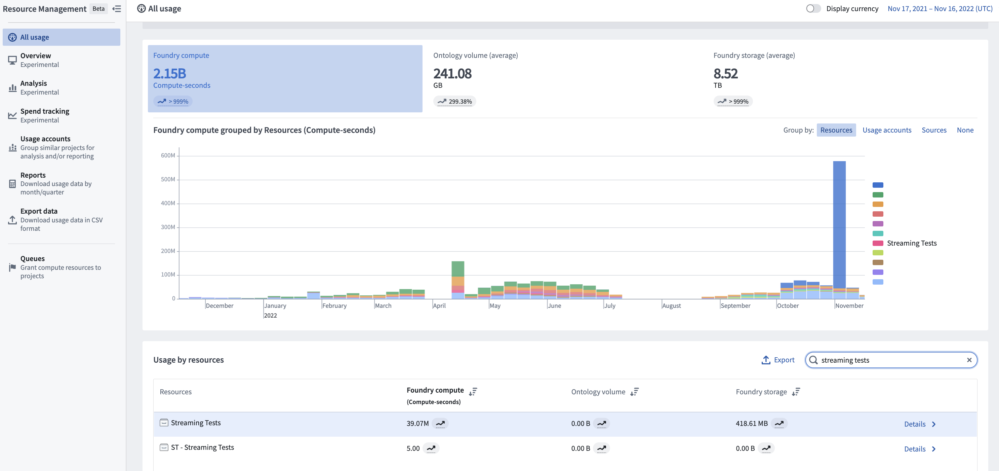 Resource Management Beta
All usage
Display currency
Nov 17, 2021 – Nov 16, 2022 (UTC)
All usage
Overview
Experimental
Analysis
Experimental
Spend tracking
Experimental
Usage accounts
Group similar projects for
analysis and/or reporting
Reports
Download usage data by
month/quarter
Export data
Download usage data in CSV
format
Queues
Grant compute resources to
projects
Foundry compute
2.15B
Compute-seconds
> 999%
Ontology volume (average)
241.08
GB
299.38%
Foundry storage (average)
8.52
TB
> 999%
Foundry compute grouped by Resources (Compute-seconds)
Group by: Resources Usage accounts Sources None
600M
500M
400M
300M
200M
100M
0
December January February March April May June July August September October November
2022
Streaming Tests
Usage by resources
Export
streaming tests
Resources
Foundry compute
(Compute-seconds)
Ontology volume
Foundry storage
Streaming Tests 39.07M 0.00 B 418.61 MB Details
ST - Streaming Tests 5.00 0.00 B 0.00 B Details